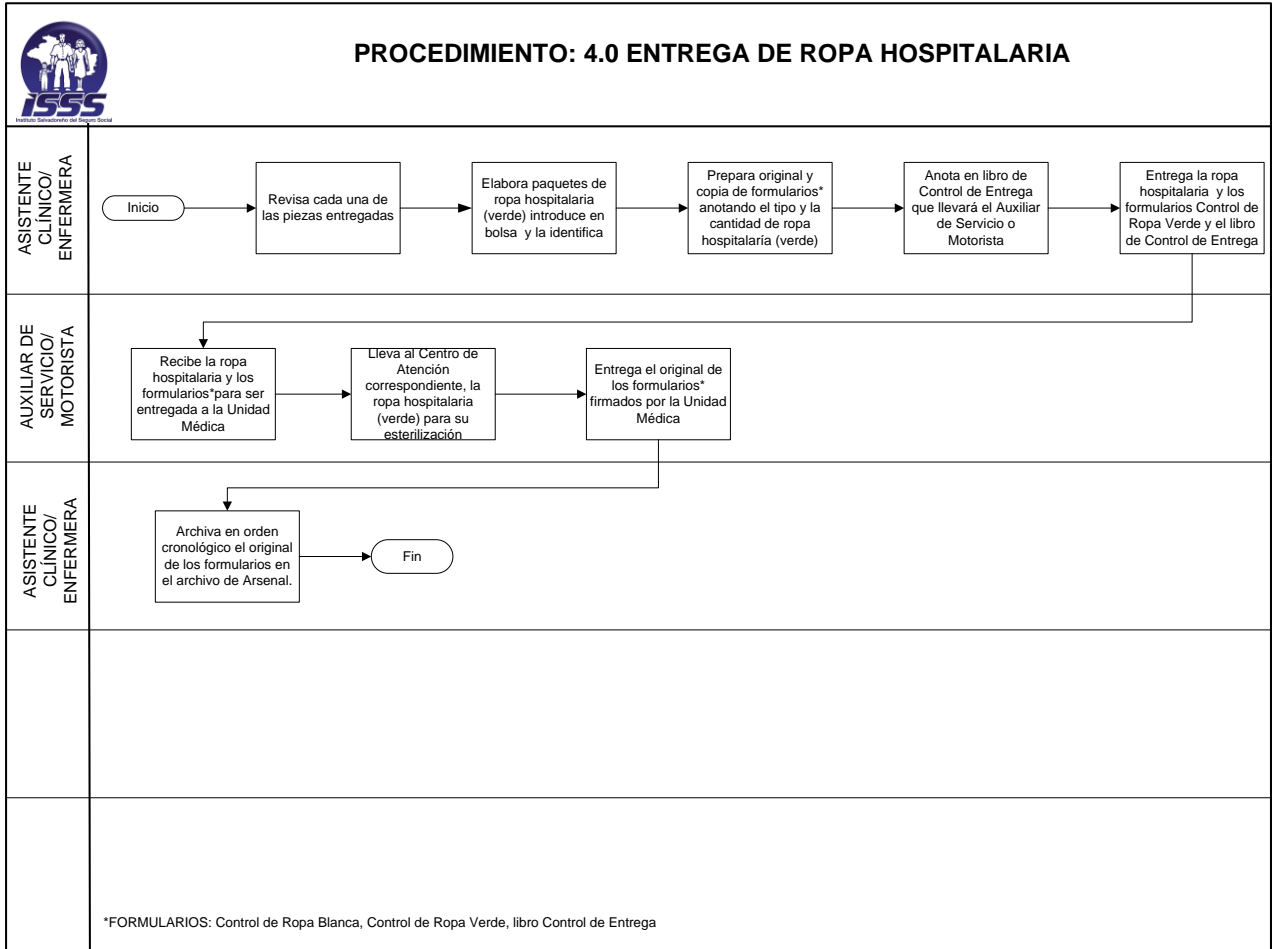 ISSS
Instituto Salvadoreño del Seguro Social
PROCEDIMIENTO: 4.0 ENTREGA DE ROPA HOSPITALARIA
ASISTENTE
CLÍNICO/
ENFERMERA
Inicio
Revisa cada una de
las piezas entregadas
Elabora paquetes de
ropa hospitalaria
(verde) introduce en
bolsa y la identifica
Prepara original y
copia de formularios*
anotando el tipo y la
cantidad de ropa
hospitalaría (verde)
Anota en libro de
Control de Entrega
que llevará el Auxiliar
de Servicio o
Motorista
Entrega la ropa
hospitalaria y los
formularios Control de
Ropa Verde y el libro
de Control de Entrega
AUXILIAR DE
SERVICIO/
MOTORISTA
Recibe la ropa
hospitalaria y los
formularios*para ser
entregada a la Unidad
Médica
Lleva al Centro de
Atención
correspondiente, la
ropa hospitalaria
(verde) para su
esterilización
Entrega el original de
los formularios*
firmados por la Unidad
Médica
ASISTENTE
CLÍNICO/
ENFERMERA
Archiva en orden
cronológico el original
de los formularios en
el archivo de Arsenal.
Fin
*FORMULARIOS: Control de Ropa Blanca, Control de Ropa Verde, libro Control de Entrega